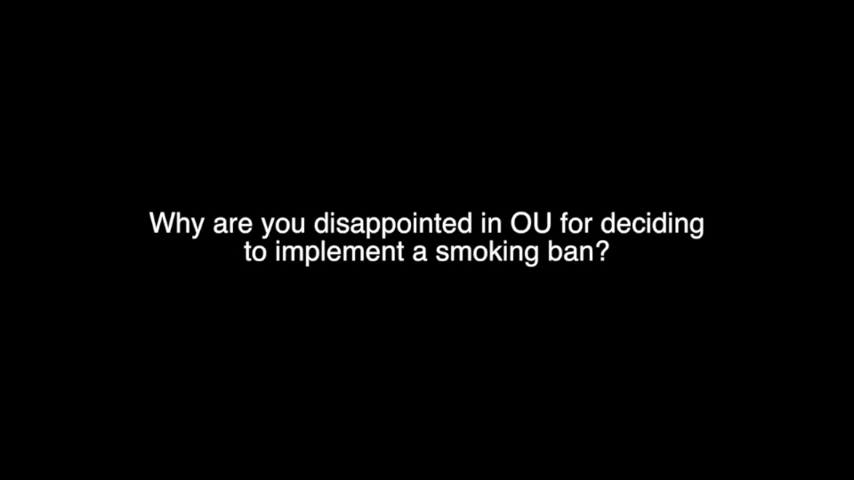 Why are you disappointed in OU for deciding
to implement a smoking ban?